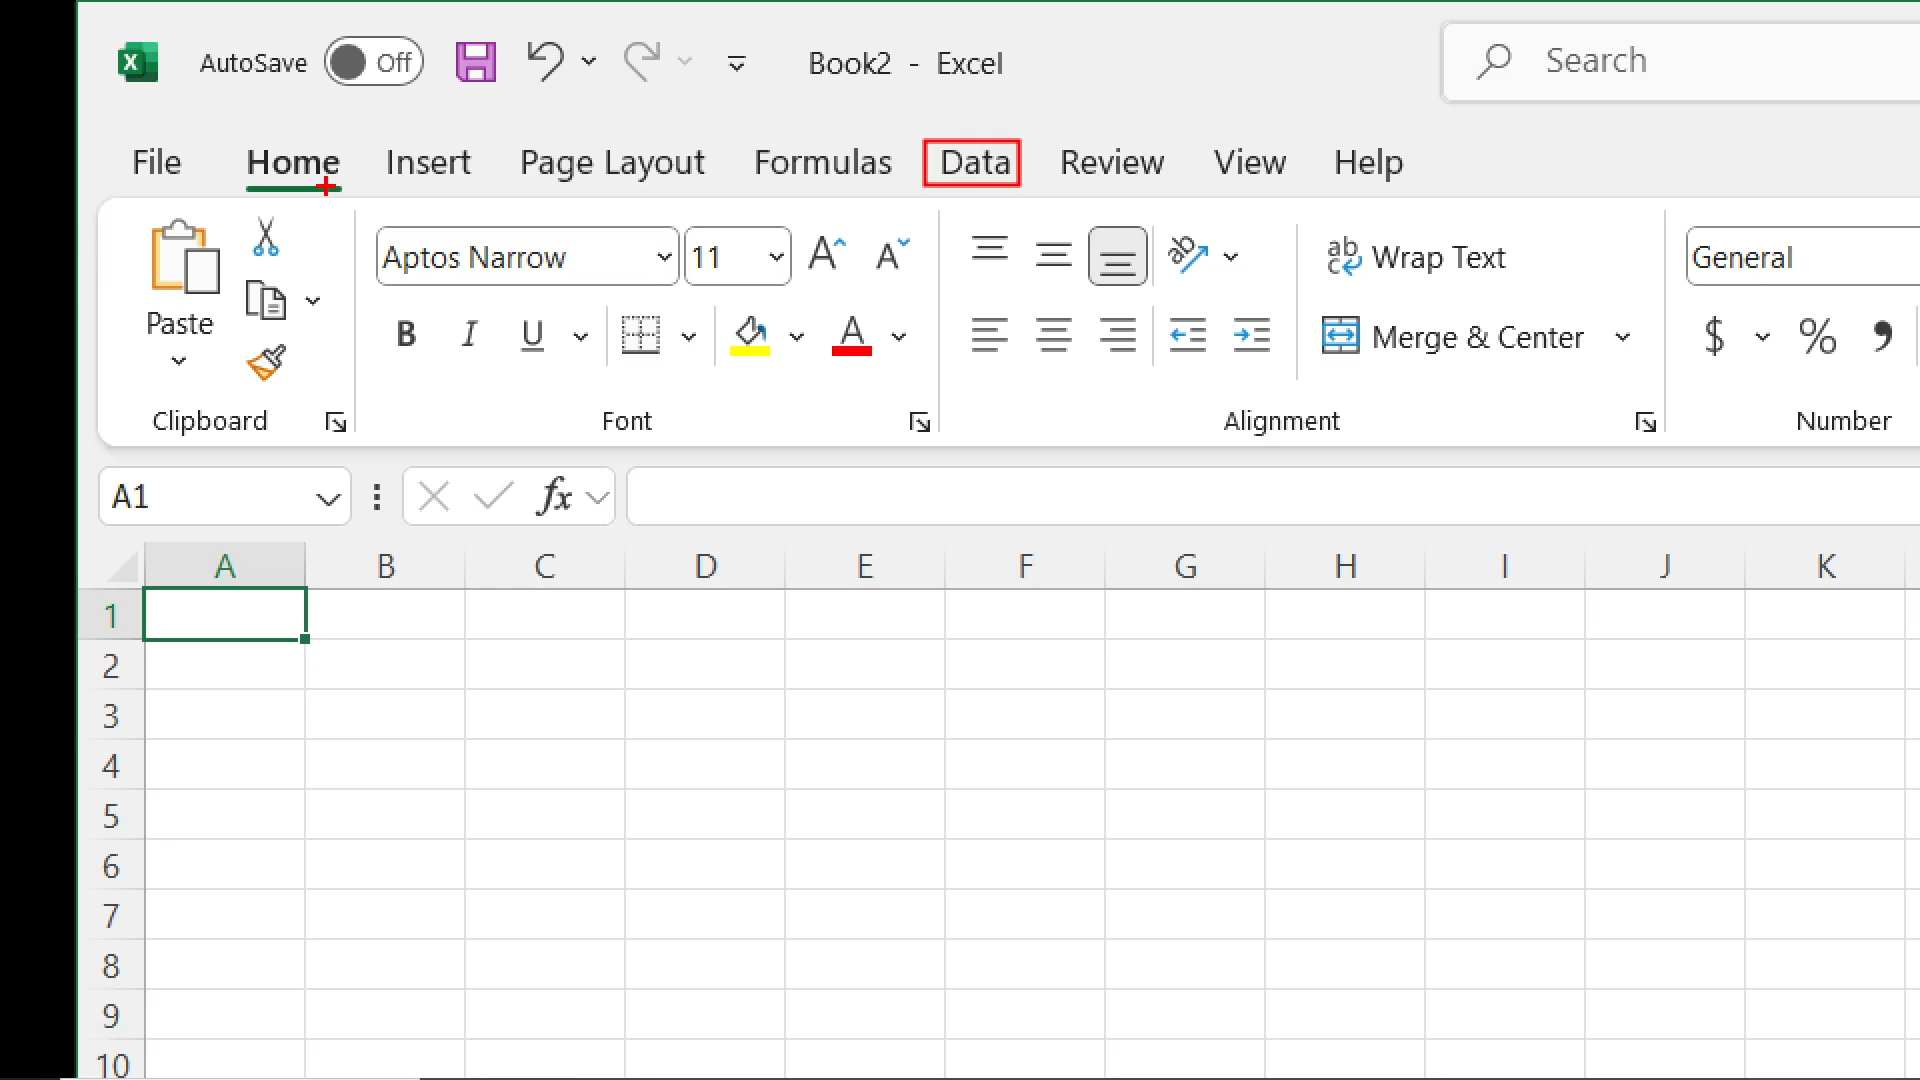 AutoSave Off Book2 - Excel Search
File Home Insert Page Layout Formulas Data Review View Help
Aptos Narrow 11 ab Wrap Text General
Paste B I U A Merge & Center $ % ,
Clipboard Font Alignment Number
A1 fx
A B C D E F G H I J K
1
2
3
4
5
6
7
8
9
10